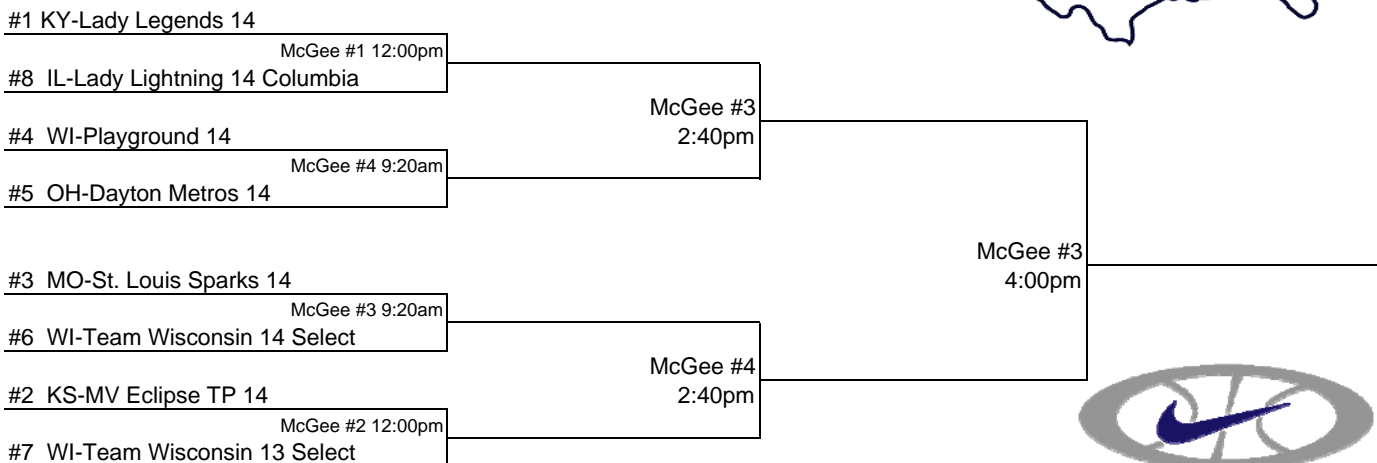 #1 KY-Lady Legends 14
McGee #1 12:00pm
#8 IL-Lady Lightning 14 Columbia
McGee #3
2:40pm
#4 WI-Playground 14
McGee #4 9:20am
#5 OH-Dayton Metros 14
McGee #3
4:00pm
#3 MO-St. Louis Sparks 14
McGee #3 9:20am
#6 WI-Team Wisconsin 14 Select
McGee #4
2:40pm
#2 KS-MV Eclipse TP 14
McGee #2 12:00pm
#7 WI-Team Wisconsin 13 Select